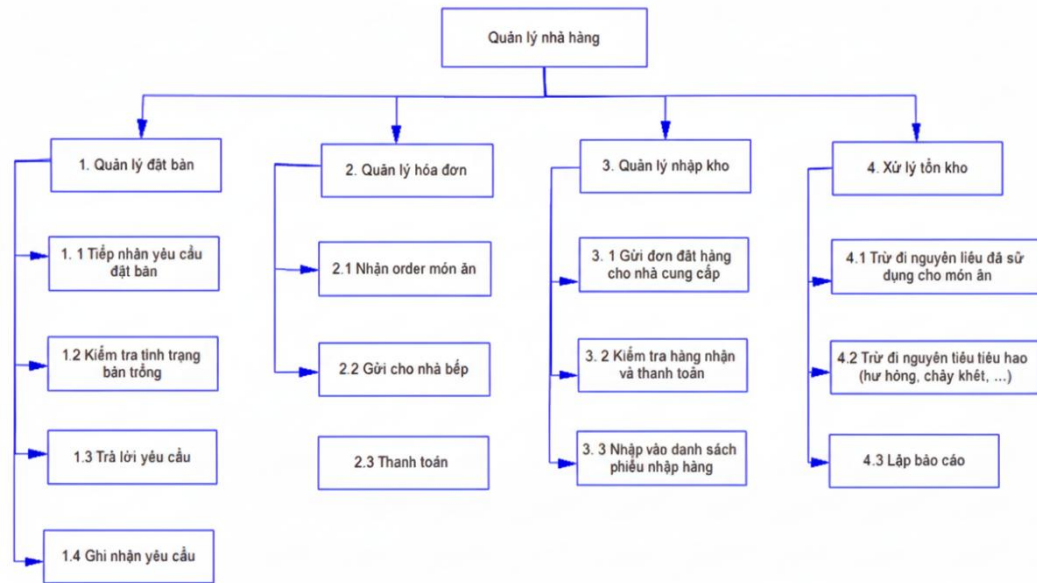 Quản lý nhà hàng
1. Quản lý đặt bàn
2. Quản lý hóa đơn
3. Quản lý nhập kho
4. Xử lý tồn kho
1. 1 Tiếp nhân yêu cầu
đặt bàn
2.1 Nhận order món ăn
3. 1 Gửi đơn đặt hàng
cho nhà cung cấp
4.1 Trừ đi nguyên liệu đã sử
dụng cho món ăn
1.2 Kiểm tra tình trạng
bàn trống
2.2 Gửi cho nhà bếp
3. 2 Kiểm tra hàng nhận
và thanh toán
4.2 Trừ đi nguyên tiêu tiêu hao
(hư hỏng, cháy khét, ...)
1.3 Trả lời yêu cầu
2.3 Thanh toán
3. 3 Nhập vào danh sách
phiếu nhập hàng
4.3 Lập báo cáo
1.4 Ghi nhận yêu cầu